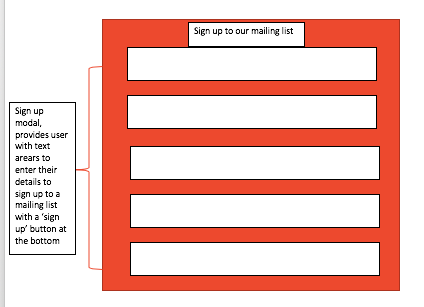 Sign up to our mailing list
Sign up
modal,
provides user
with text
arears to
enter their
details to
sign up to a
mailing list
with a ‘sign
up’ button at
the bottom